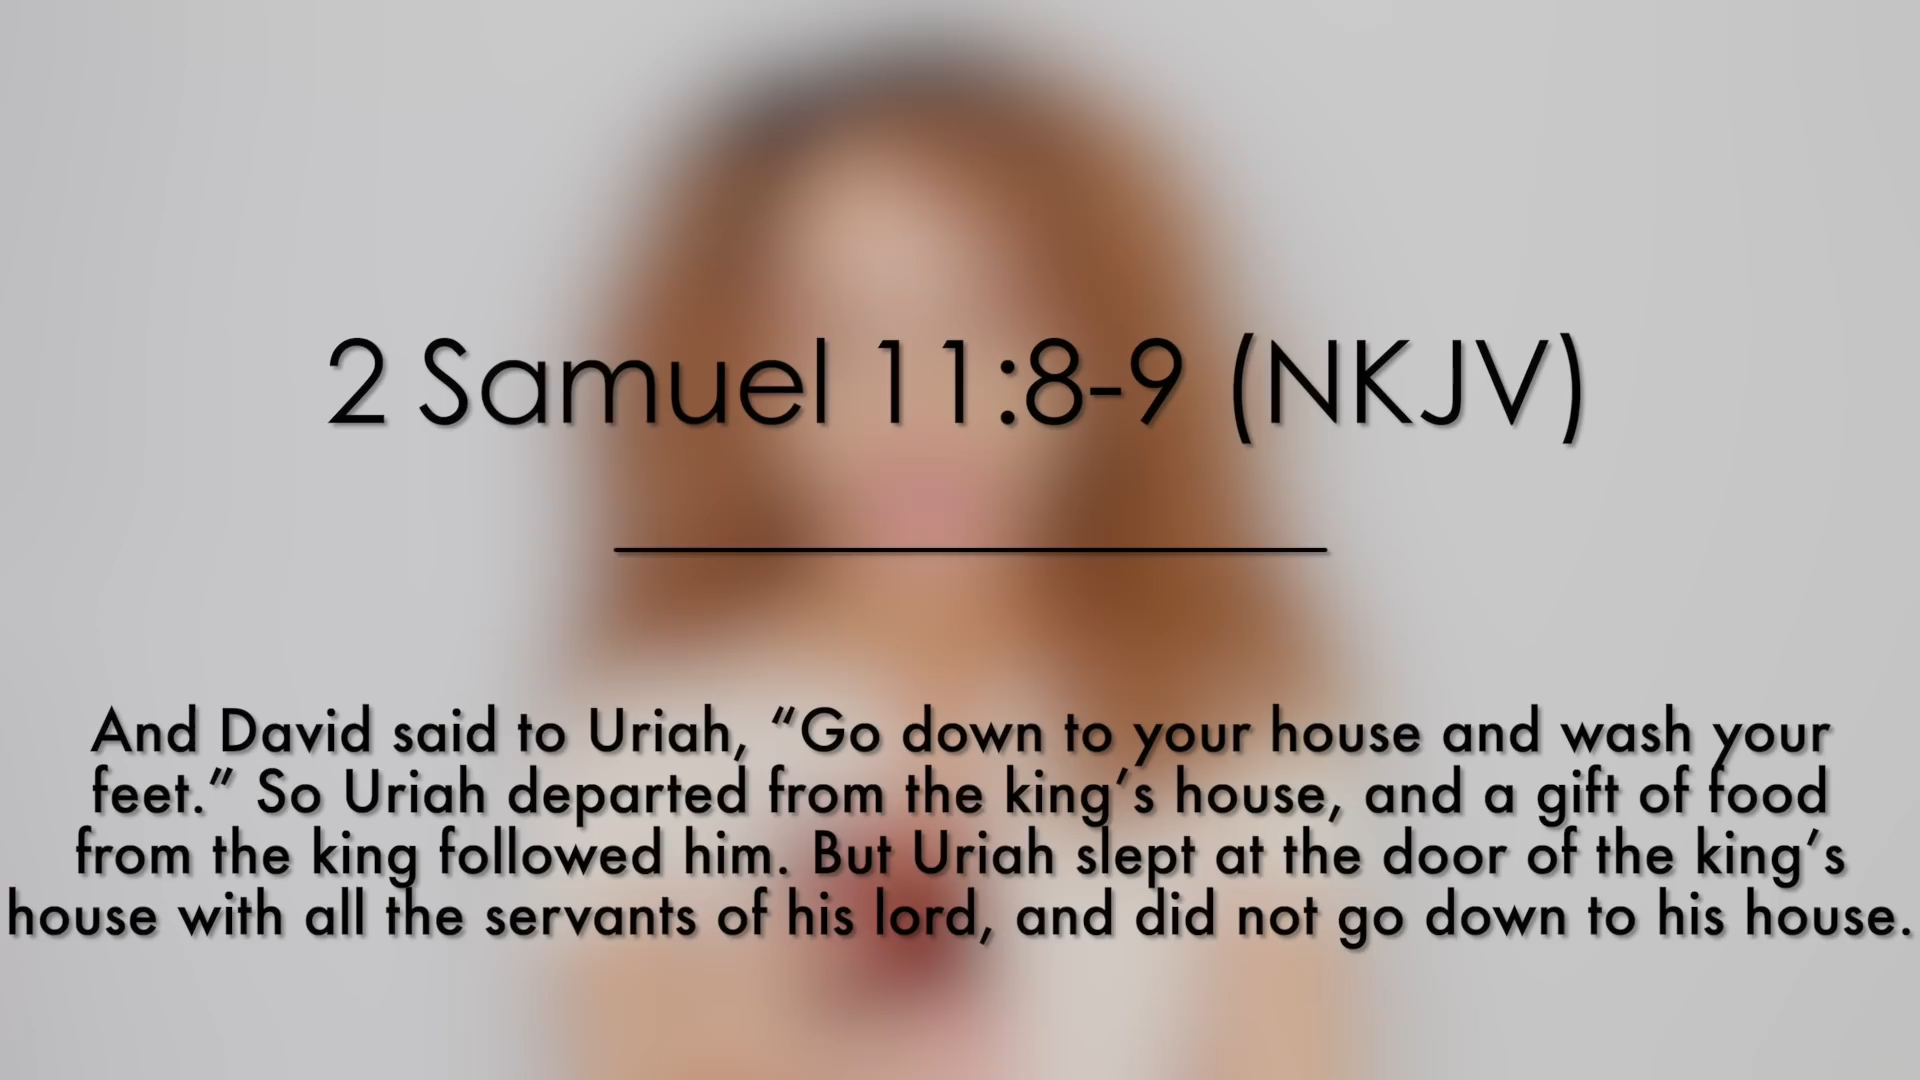 2 Samuel 11:8-9 (NKJV)
And David said to Uriah, “Go down to your house and wash your
feet.” So Uriah departed from the king’s house, and a gift of food
from the king followed him. But Uriah slept at the door of the king’s
house with all the servants of his lord, and did not go down to his house.